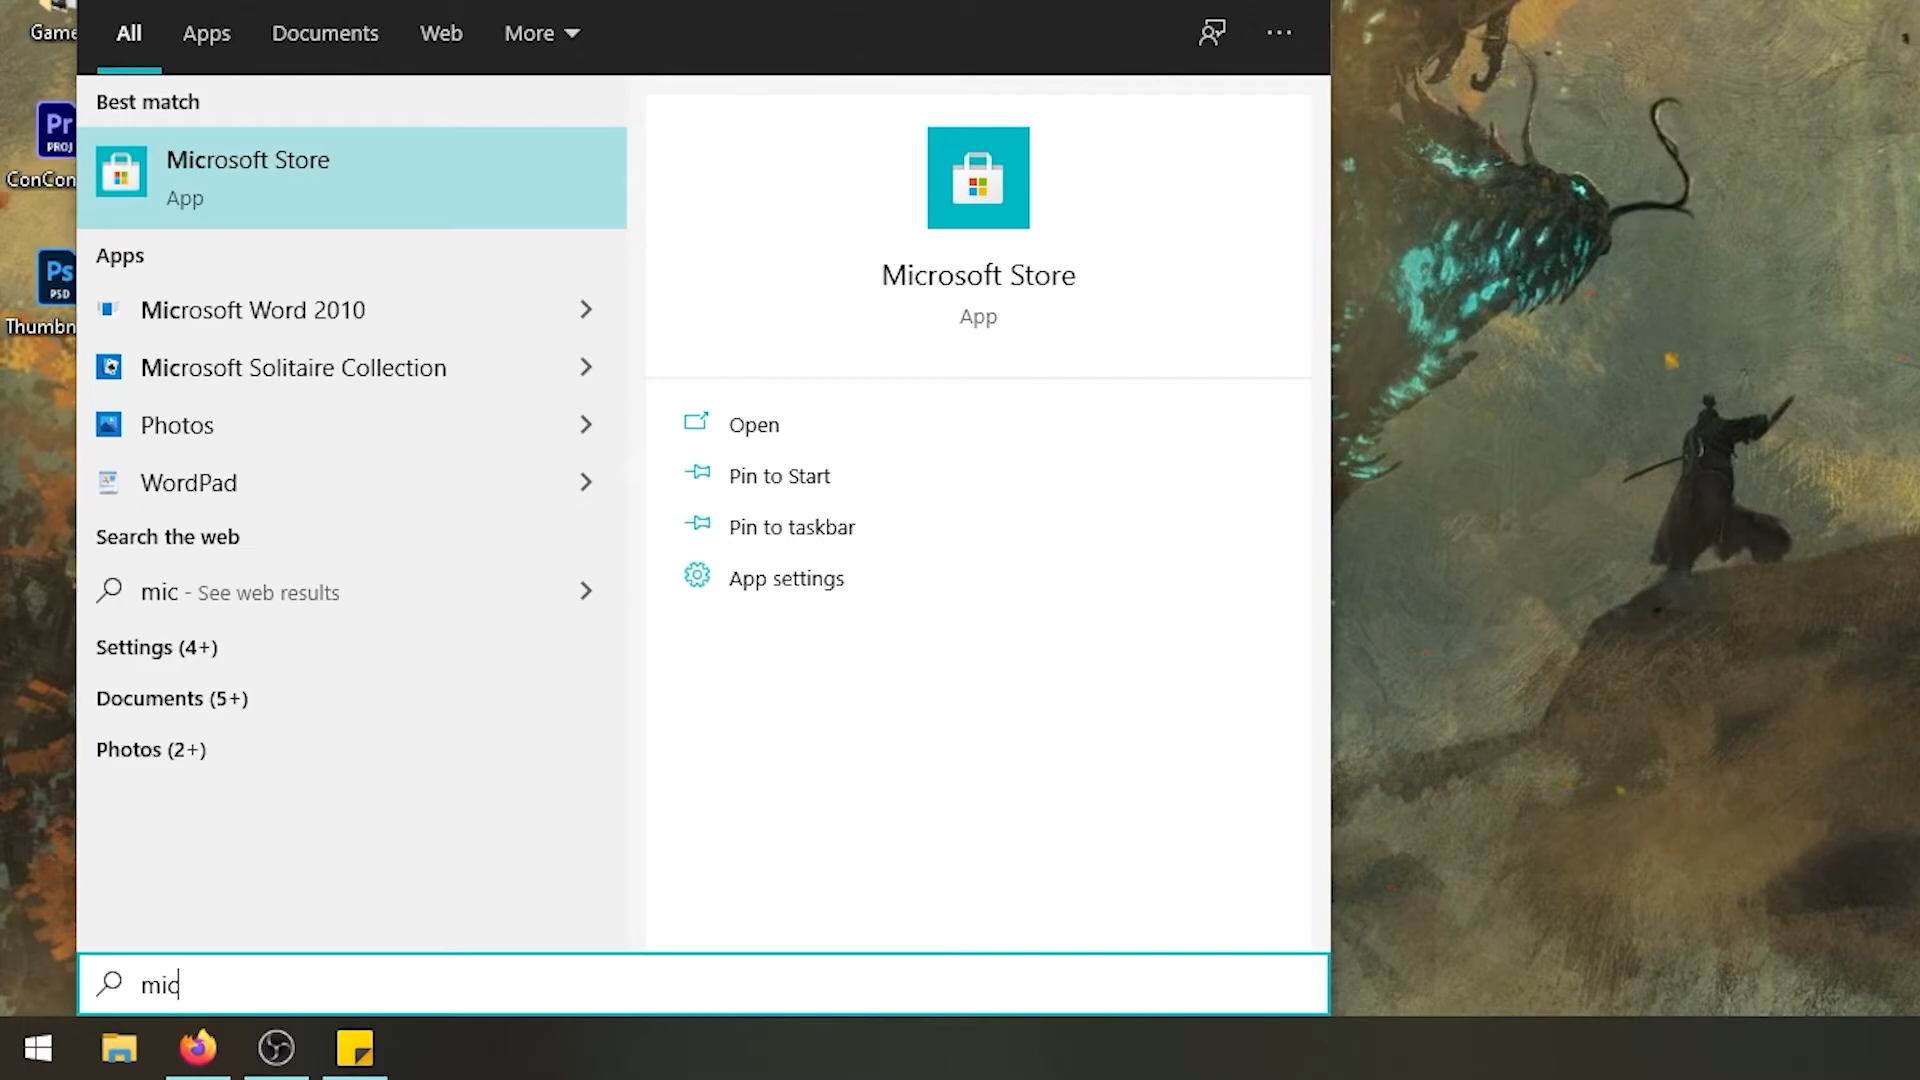 Game
All Apps Documents Web More
Best match
Microsoft Store
App
Apps
Microsoft Word 2010
Microsoft Solitaire Collection
Photos
WordPad
Search the web
mic - See web results
Settings (4+)
Documents (5+)
Photos (2+)
Microsoft Store
App
Open
Pin to Start
Pin to taskbar
App settings
mic
Pr
PROJ
ConCon
Ps
PSD
Thumbn